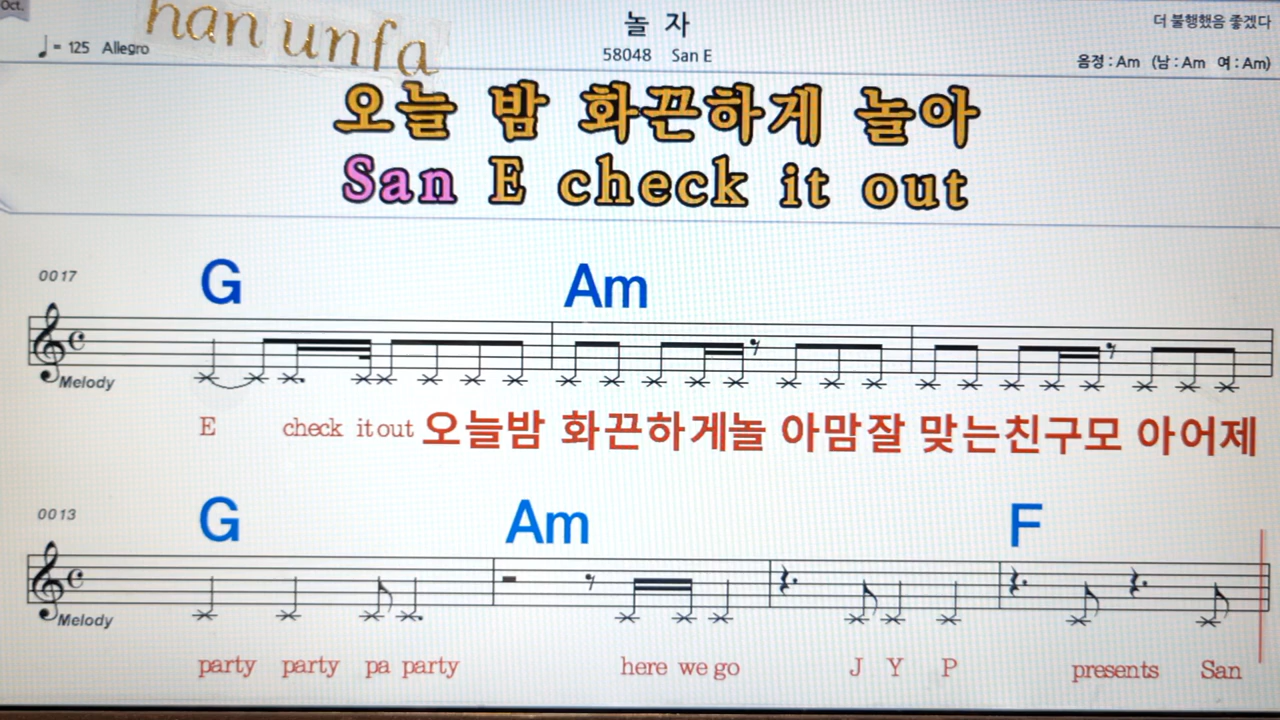 Oct.
han unfa
놀 자
더 불행했음 좋겠다
♩= 125 Allegro
58048 San E
음정 : Am (남 : Am 여 : Am)
오늘 밤 화끈하게 놀아
San E check it out
0017
G Am
Melody
E check it out 오늘밤 화끈하게놀 아맘잘 맞는친구모 아어제
0013
G Am F
Melody
party party pa party here we go J Y P presents San